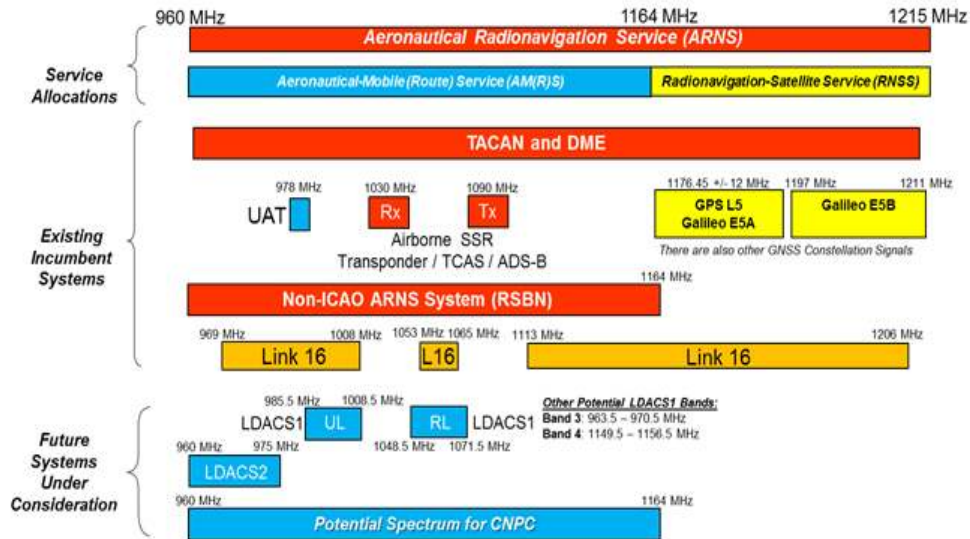 960 MHz 1164 MHz 1215 MHz
Aeronautical Radionavigation Service (ARNS)
Service
Allocations
Aeronautical-Mobile (Route) Service (AM(R)S) Radionavigation-Satellite Service (RNSS)
TACAN and DME
978 MHz 1030 MHz 1090 MHz 1176.45 +/- 12 MHz 1197 MHz 1211 MHz
UAT Rx Tx
GPS L5
Galileo E5A
Galileo E5B
Airborne SSR
Transponder / TCAS / ADS-B
There are also other GNSS Constellation Signals
Existing
Incumbent
Systems
1164 MHz
Non-ICAO ARNS System (RSBN)
969 MHz 1008 MHz 1053 MHz 1065 MHz 1113 MHz 1206 MHz
Link 16 L16 Link 16
985.5 MHz 1008.5 MHz
LDACS1 UL RL LDACS1
1048.5 MHz 1071.5 MHz
Other Potential LDACS1 Bands:
Band 3: 963.5 – 970.5 MHz
Band 4: 1149.5 – 1156.5 MHz
Future
Systems
Under
Consideration
960 MHz 975 MHz
LDACS2
960 MHz 1164 MHz
Potential Spectrum for CNPC